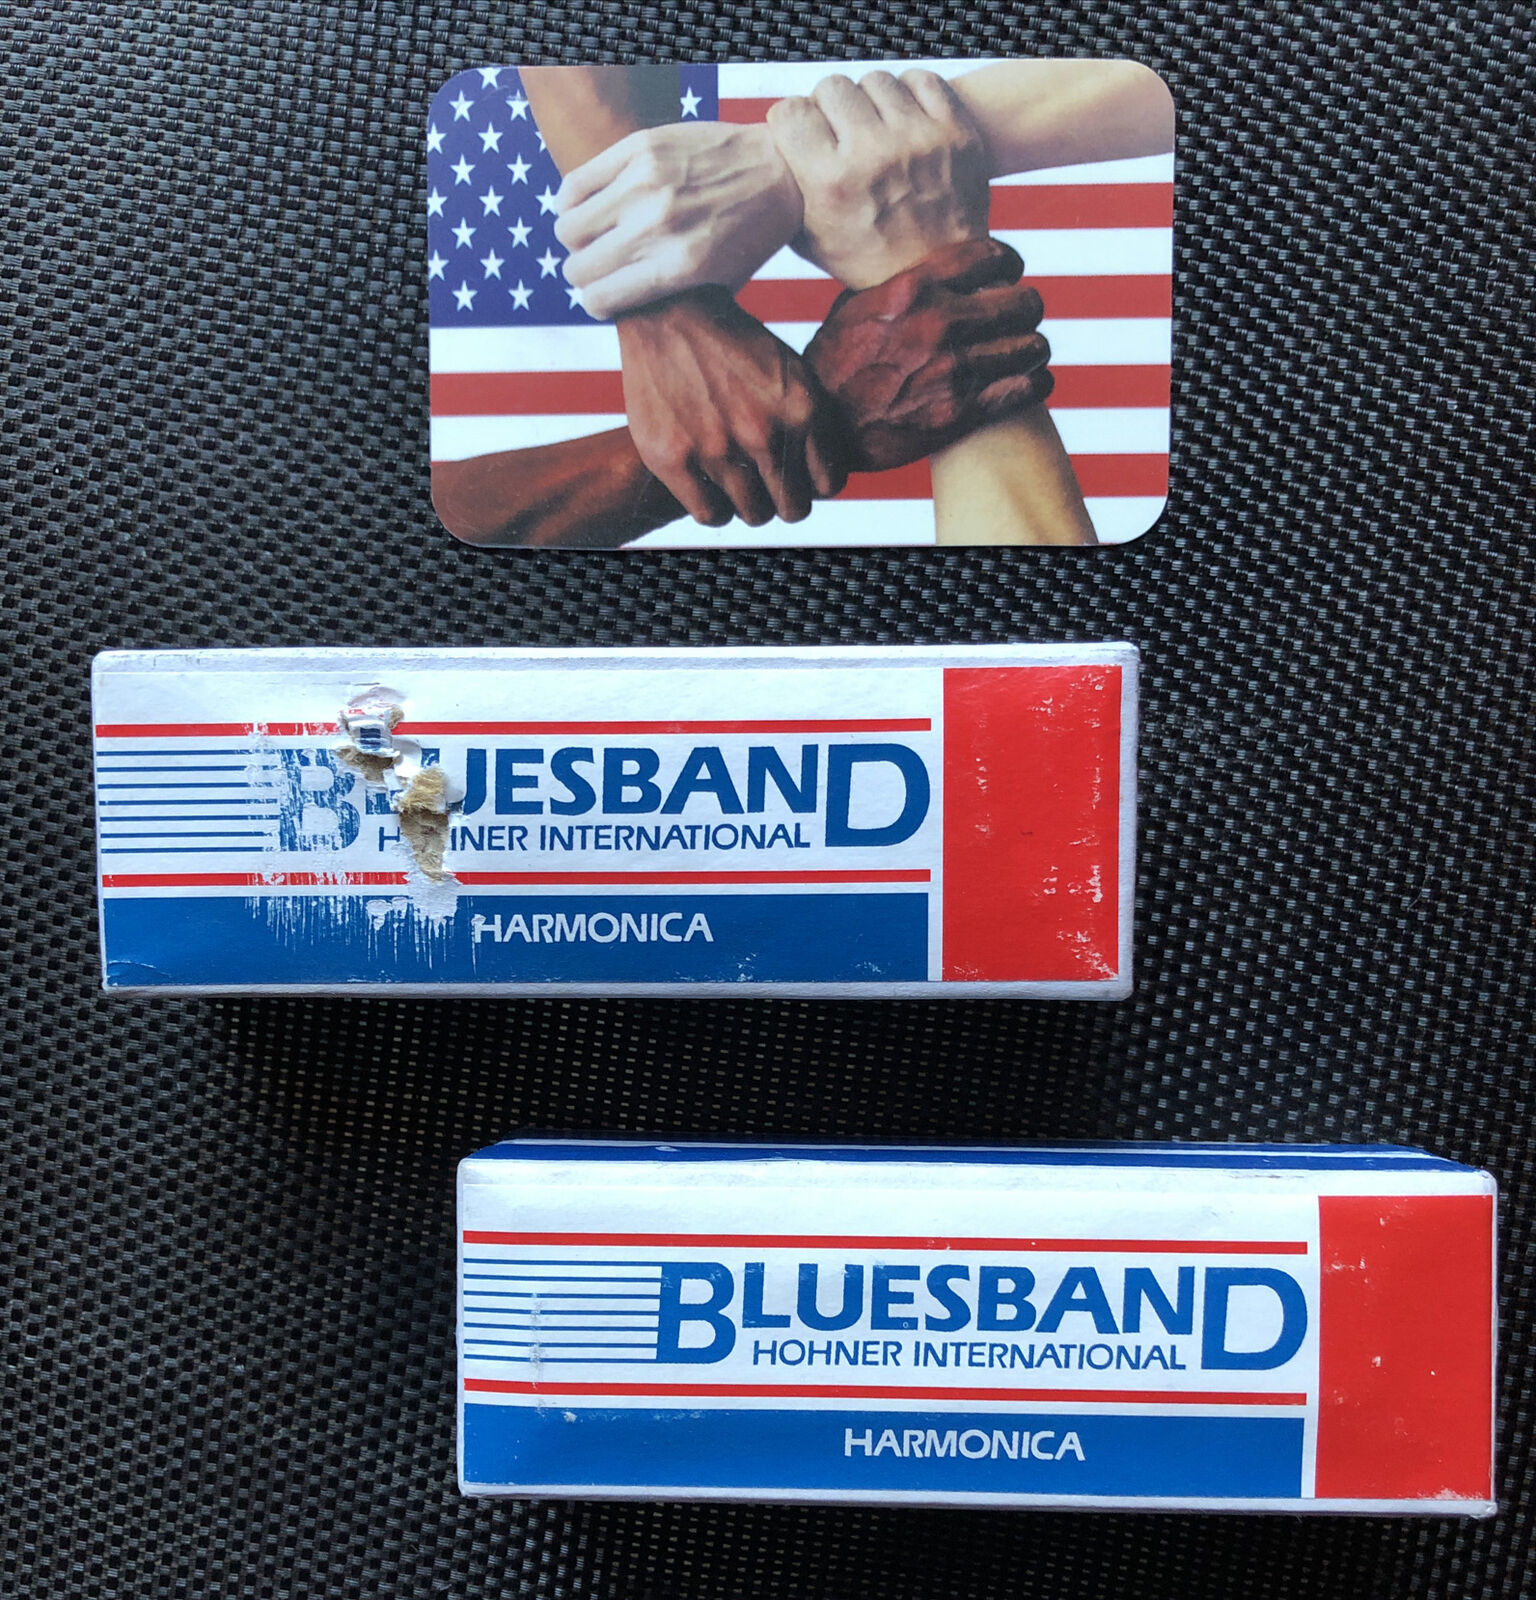 BLUESBAND
HOHNER INTERNATIONAL
HARMONICA
BLUESBAND
HOHNER INTERNATIONAL
HARMONICA